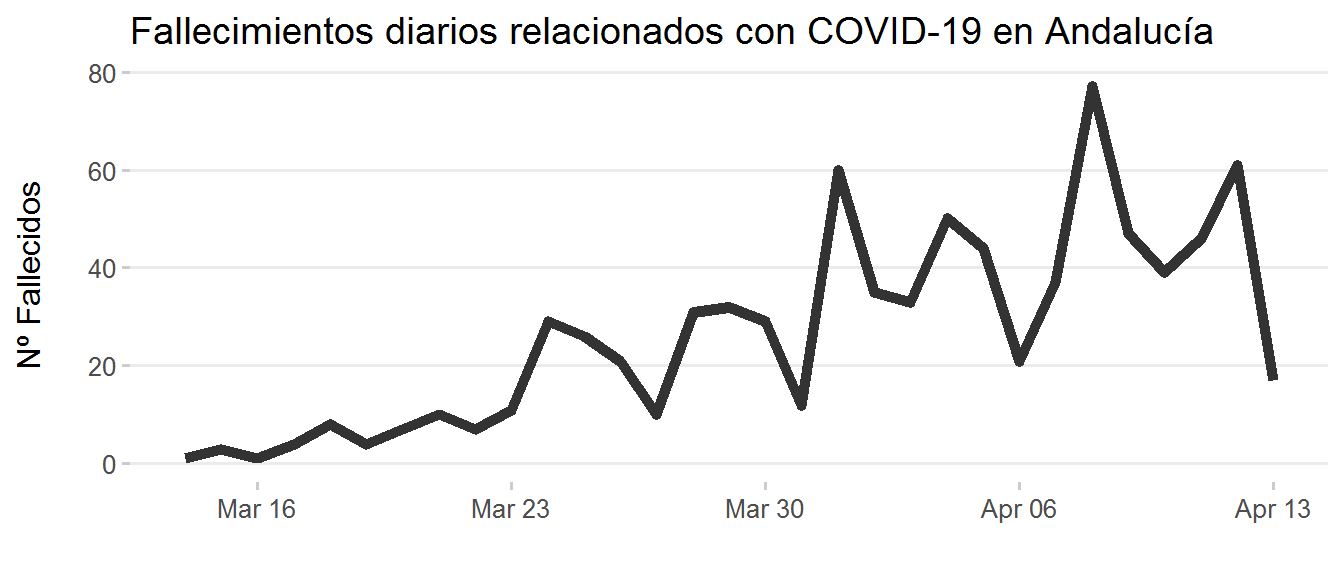 Fallecimientos diarios relacionados con COVID-19 en Andalucía
Nº Fallecidos
80
60
40
20
0
Mar 16 Mar 23 Mar 30 Apr 06 Apr 13